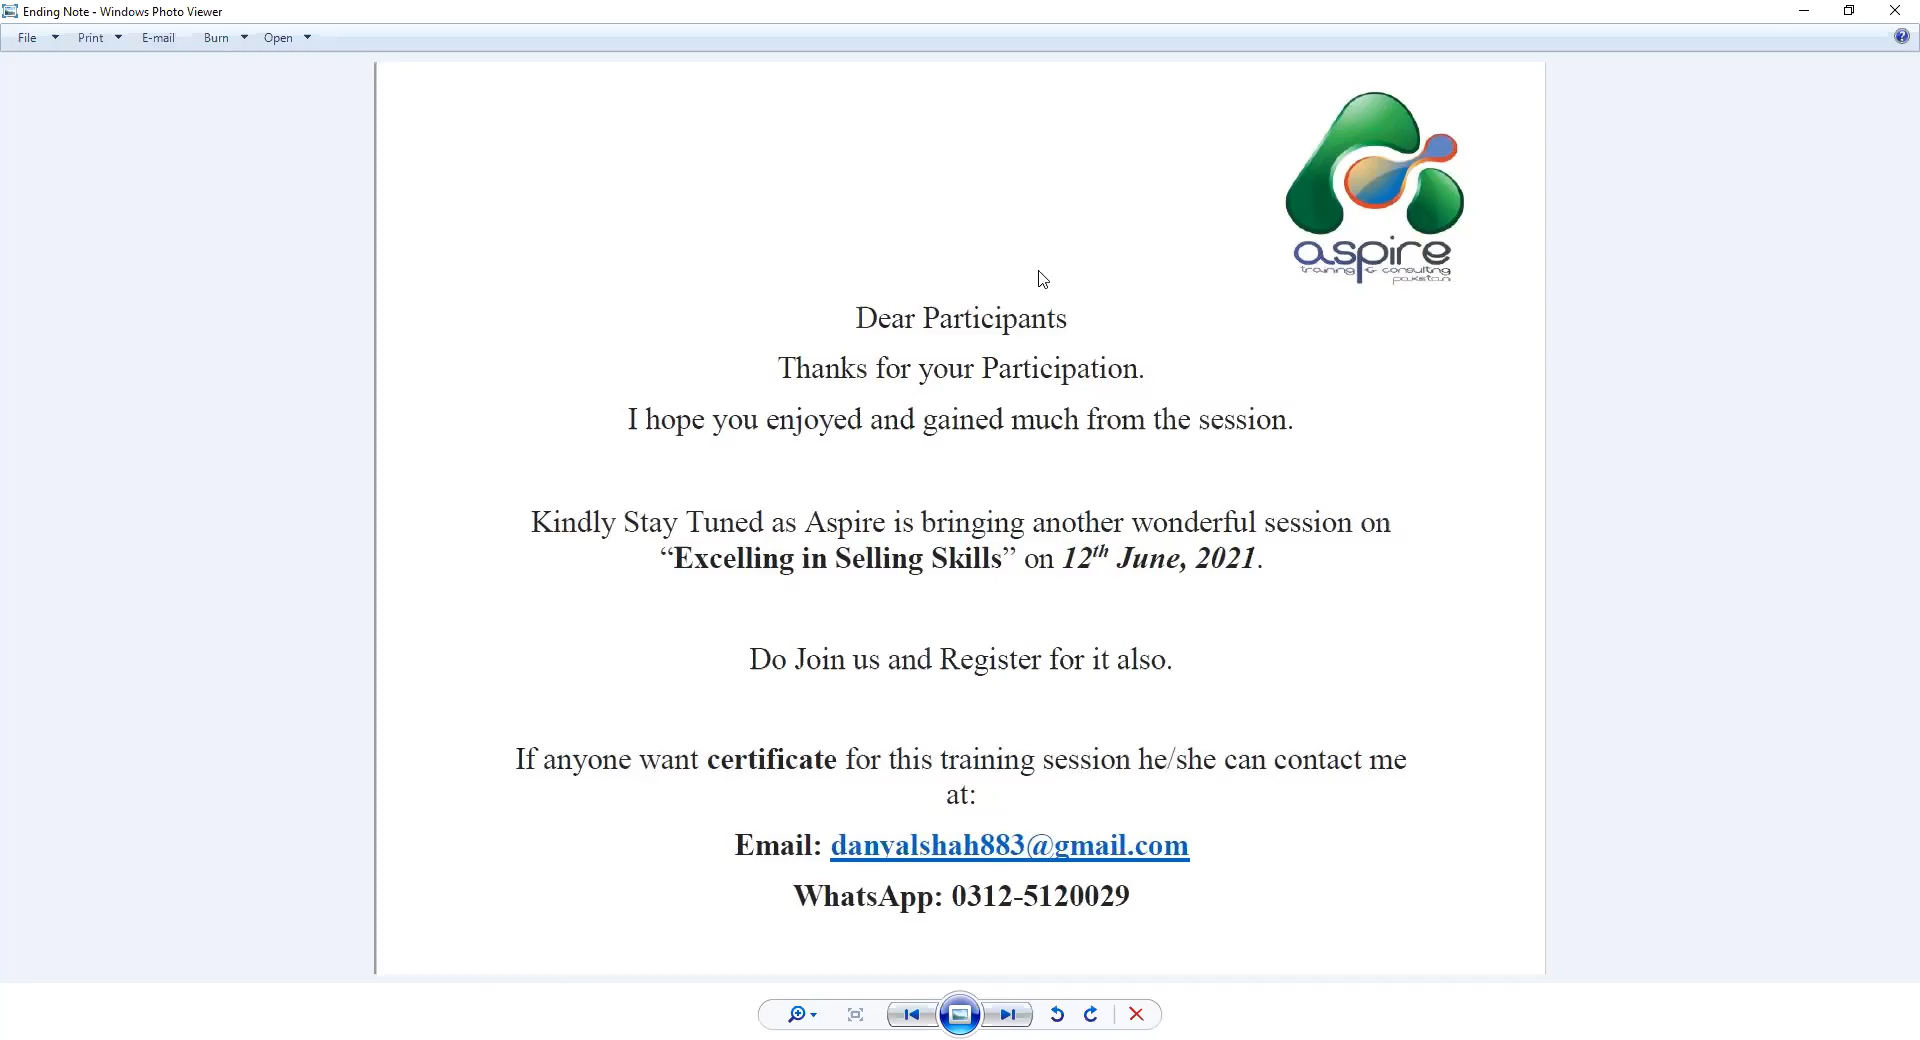 Ending Note - Windows Photo Viewer
File Print E-mail Burn Open
aspire
training & consulting
pakistan
Dear Participants
Thanks for your Participation.
I hope you enjoyed and gained much from the session.
Kindly Stay Tuned as Aspire is bringing another wonderful session on
“Excelling in Selling Skills” on 12th June, 2021.
Do Join us and Register for it also.
If anyone want certificate for this training session he/she can contact me
at:
Email: danyalshah883@gmail.com
WhatsApp: 0312-5120029